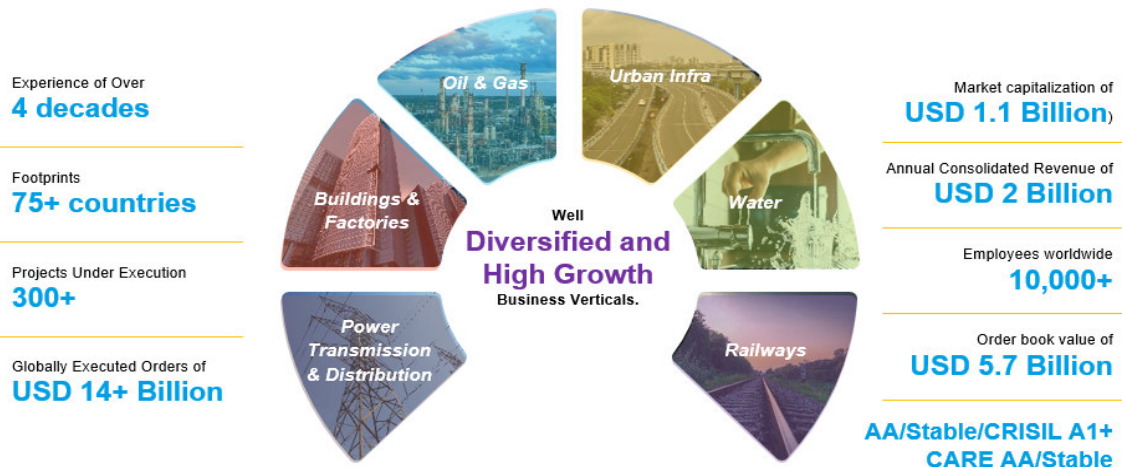 Experience of Over
4 decades
Footprints
75+ countries
Projects Under Execution
300+
Globally Executed Orders of
USD 14+ Billion
Oil & Gas
Urban Infra
Buildings &
Factories
Water
Power
Transmission
& Distribution
Railways
Well
Diversified and
High Growth
Business Verticals.
Market capitalization of
USD 1.1 Billion)
Annual Consolidated Revenue of
USD 2 Billion
Employees worldwide
10,000+
Order book value of
USD 5.7 Billion
AA/Stable/CRISIL A1+
CARE AA/Stable